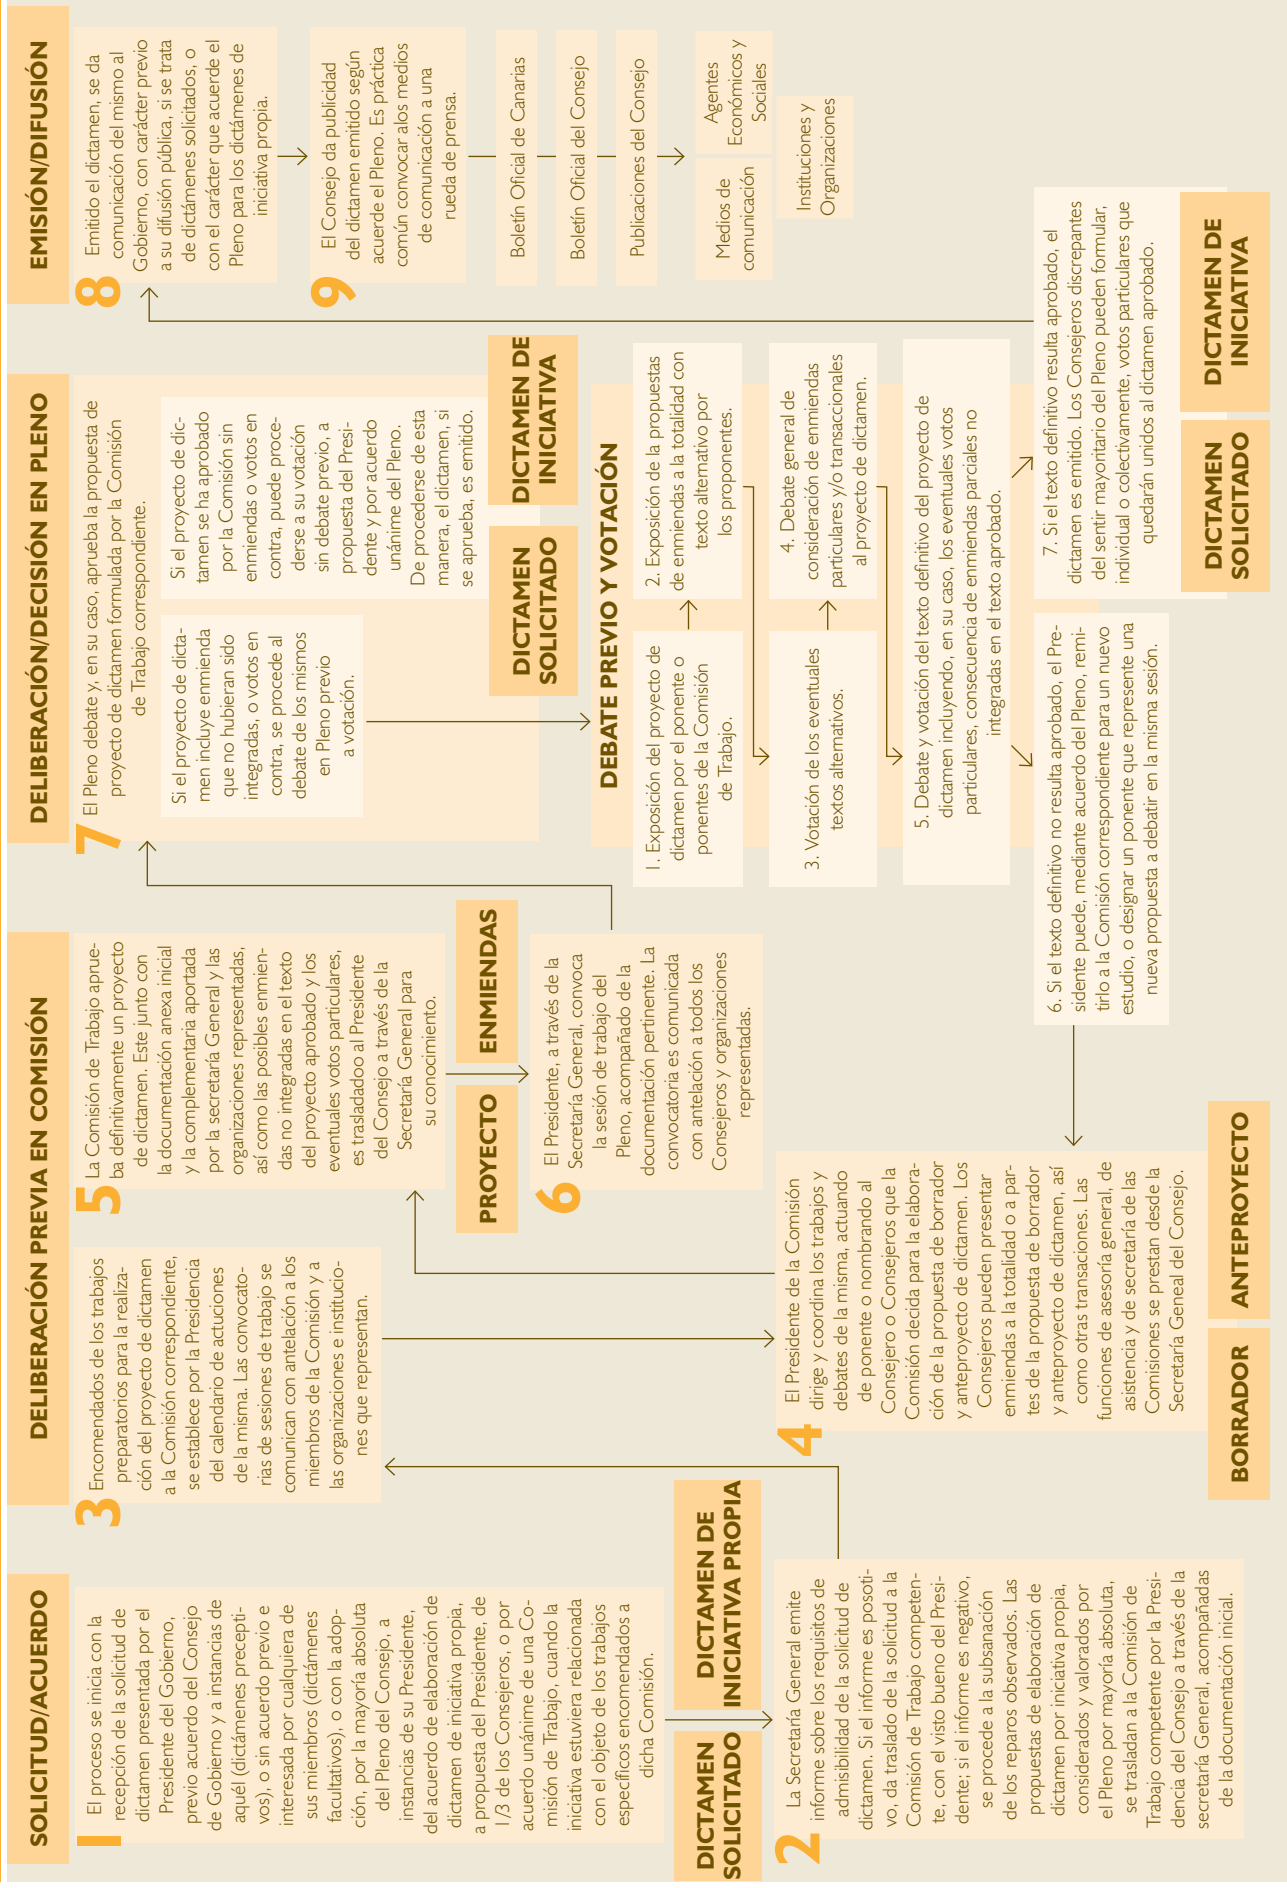 SOLICITUD/ACUERDO
1
El proceso se inicia con la
recepción de la solicitud de
dictamen presentada por el
Presidente del Gobierno,
previo acuerdo del Consejo
de Gobierno y a instancias de
aquél (dictámenes precepti-
vos), o sin acuerdo previo e
interesada por cualquiera de
sus miembros (dictámenes
facultativos), o con la adop-
ción, por la mayoría absoluta
del Pleno del Consejo, a
instancias de su Presidente,
del acuerdo de elaboración de
dictamen de iniciativa propia,
a propuesta del Presidente, de
1/3 de los Consejeros, o por
acuerdo unánime de una Co-
misión de Trabajo, cuando la
iniciativa estuviera relacionada
con el objeto de los trabajos
específicos encomendados a
dicha Comisión.
DICTAMEN
SOLICITADO
DICTAMEN DE
INICIATIVA PROPIA
2
La Secretaría General emite
informe sobre los requisitos de
admisibilidad de la solicitud de
dictamen. Si el informe es posoti-
vo, da traslado de la solicitud a la
Comisión de Trabajo competen-
te, con el visto bueno del Presi-
dente; si el informe es negativo,
se procede a la subsanación
de los reparos observados. Las
propuestas de elaboración de
dictamen por iniciativa propia,
considerados y valorados por
el Pleno por mayoría absoluta,
se trasladan a la Comisión de
Trabajo competente por la Presi-
dencia del Consejo a través de la
secretaría General, acompañadas
de la documentación inicial.
DELIBERACIÓN PREVIA EN COMISIÓN
3
Encomendados de los trabajos
preparatorios para la realiza-
ción del proyecto de dictamen
a la Comisión correspondiente,
se establece por la Presidencia
del calendario de actuciones
de la misma. Las convocato-
rias de sesiones de trabajo se
comunican con antelación a los
miembros de la Comisión y a
las organizaciones e institucio-
nes que representan.
4
El Presidente de la Comisión
dirige y coordina los trabajos y
debates de la misma, actuando
de ponente o nombrando al
Consejero o Consejeros que la
Comisión decida para la elabora-
ción de la propuesta de borrador
y anteproyecto de dictamen. Los
Consejeros pueden presentar
enmiendas a la totalidad o a par-
tes de la propuesta de borrador
y anteproyecto de dictamen, así
como otras transaciones. Las
funciones de asesoría general, de
asistencia y de secretaría de las
Comisiones se prestan desde la
Secretaría Geneal del Consejo.
BORRADOR
ANTEPROYECTO
5
La Comisión de Trabajo aprue-
ba definitivamente un proyecto
de dictamen. Este junto con
la documentación anexa inicial
y la complementaria aportada
por la secretaría General y las
organizaciones representadas,
así como las posibles enmien-
das no integradas en el texto
del proyecto aprobado y los
eventuales votos particulares,
es trasladadoo al Presidente
del Consejo a través de la
Secretaría General para
su conocimiento.
PROYECTO
ENMIENDAS
6
El Presidente, a través de la
Secretaría General, convoca
la sesión de trabajo del
Pleno, acompañado de la
documentación pertinente. La
convocatoria es comunicada
con antelación a todos los
Consejeros y organizaciones
representadas.
DELIBERACIÓN/DECISIÓN EN PLENO
7
El Pleno debate y, en su caso, aprueba la propuesta de
proyecto de dictamen formulada por la Comisión
de Trabajo correspondiente.
Si el proyecto de dicta-
men incluye enmienda
que no hubieran sido
integradas, o votos en
contra, se procede al
debate de los mismos
en Pleno previo
a votación.
Si el proyecto de dic-
tamen se ha aprobado
por la Comisión sin
enmiendas o votos en
contra, puede proce-
derse a su votación
sin debate previo, a
propuesta del Presi-
dente y por acuerdo
unánime del Pleno.
De procederse de esta
manera, el dictamen, si
se aprueba, es emitido.
DICTAMEN
SOLICITADO
DICTAMEN DE
INICIATIVA
DEBATE PREVIO Y VOTACIÓN
1. Exposición del proyecto de
dictamen por el ponente o
ponentes de la Comisión
de Trabajo.
2. Exposición de la propuestas
de enmiendas a la totalidad con
texto alternativo por
los proponentes.
3. Votación de los eventuales
textos alternativos.
4. Debate general de
consideración de enmiendas
particulares y/o transaccionales
al proyecto de dictamen.
5. Debate y votación del texto definitivo del proyecto de
dictamen incluyendo, en su caso, los eventuales votos
particulares, consecuencia de enmiendas parciales no
integradas en el texto aprobado.
6. Si el texto definitivo no resulta aprobado, el Pre-
sidente puede, mediante acuerdo del Pleno, remi-
tirlo a la Comisión correspondiente para un nuevo
estudio, o designar un ponente que represente una
nueva propuesta a debatir en la misma sesión.
7. Si el texto definitivo resulta aprobado, el
dictamen es emitido. Los Consejeros discrepantes
del sentir mayoritario del Pleno pueden formular,
individual o colectivamente, votos particulares que
quedarán unidos al dictamen aprobado.
DICTAMEN
SOLICITADO
DICTAMEN DE
INICIATIVA
EMISIÓN/DIFUSIÓN
8
Emitido el dictamen, se da
comunicación del mismo al
Gobierno, con carácter previo
a su difusión pública, si se trata
de dictámenes solicitados, o
con el carácter que acuerde el
Pleno para los dictámenes de
iniciativa propia.
9
El Consejo da publicidad
del dictamen emitido según
acuerde el Pleno. Es práctica
común convocar alos medios
de comunicación a una
rueda de prensa.
Boletín Oficial de Canarias
Boletín Oficial del Consejo
Publicaciones del Consejo
Medios de
comunicación
Agentes
Económicos y
Sociales
Instituciones y
Organizaciones